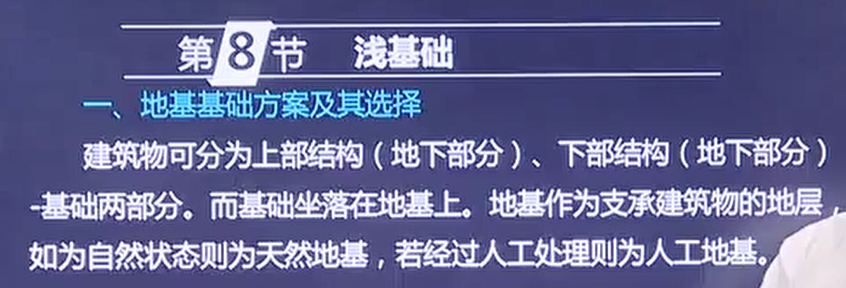 第8节 浅基础
一、地基基础方案及其选择
建筑物可分为上部结构（地下部分）、下部结构（地下部分）
-基础两部分。而基础坐落在地基上。地基作为支承建筑物的地层，
如为自然状态则为天然地基，若经过人工处理则为人工地基。